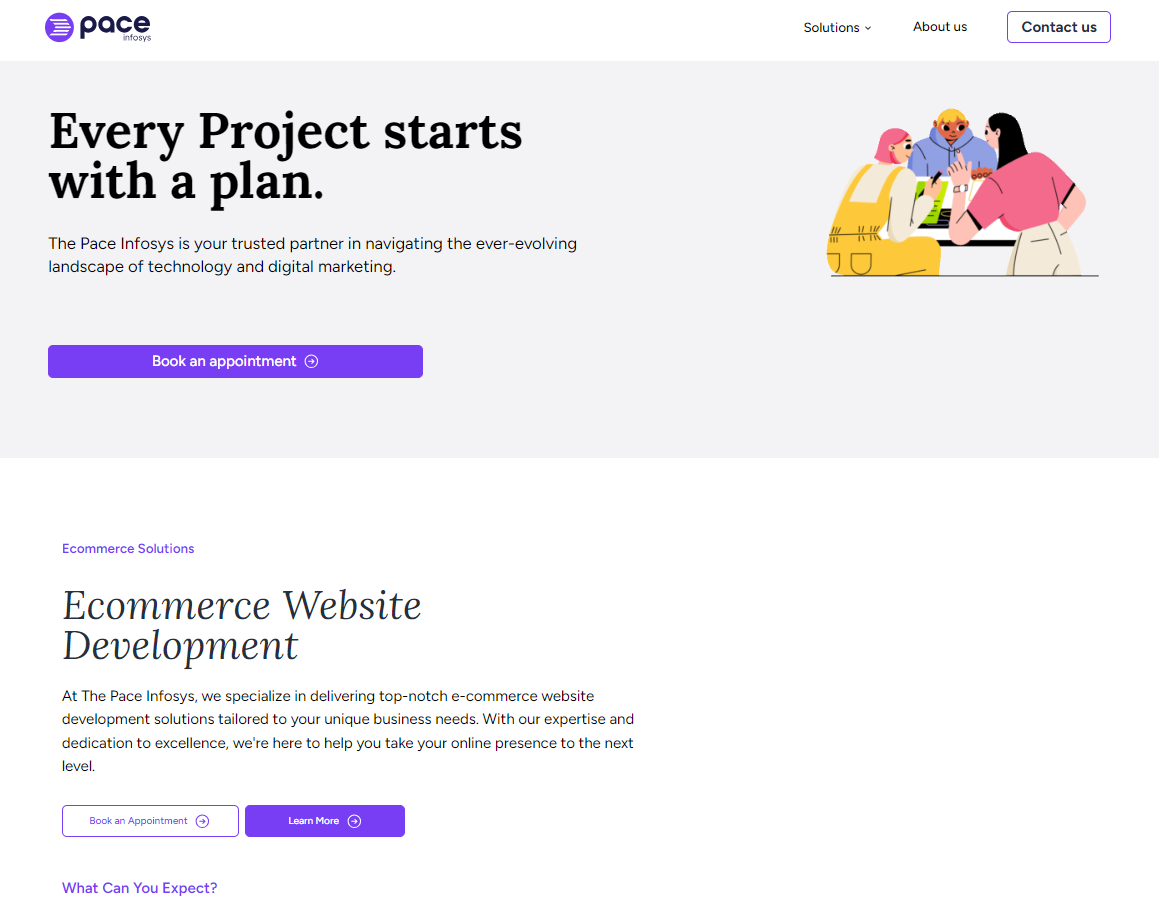 pace
infosys
Solutions
About us
Contact us
Every Project starts
with a plan.
The Pace Infosys is your trusted partner in navigating the ever-evolving
landscape of technology and digital marketing.
Book an appointment
Ecommerce Solutions
Ecommerce Website
Development
At The Pace Infosys, we specialize in delivering top-notch e-commerce website
development solutions tailored to your unique business needs. With our expertise and
dedication to excellence, we're here to help you take your online presence to the next
level.
Book an Appointment
Learn More
What Can You Expect?